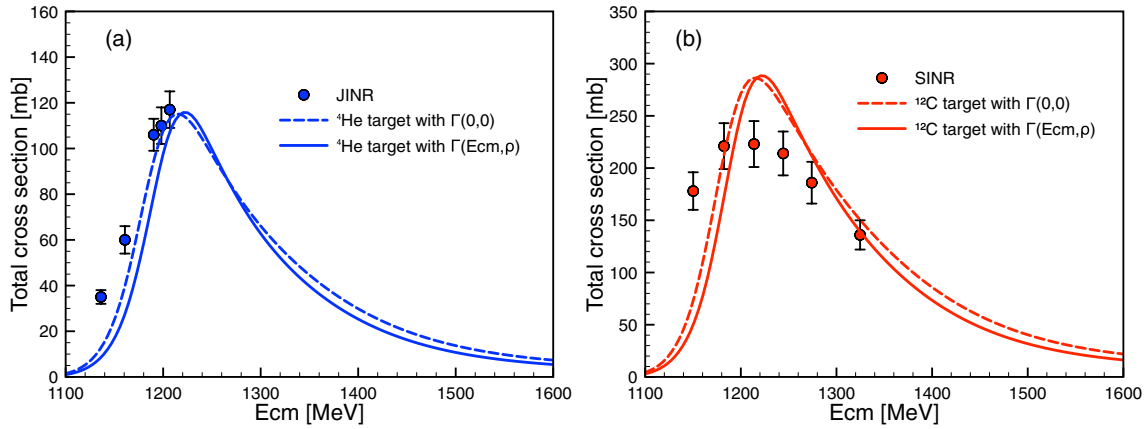 (a)
Total cross section [mb]
160
140
120
100
80
60
40
20
0
JINR
⁴He target with Γ(0,0)
⁴He target with Γ(Ecm,ρ)
1100 1200 1300 1400 1500 1600
Ecm [MeV]
(b)
Total cross section [mb]
350
300
250
200
150
100
50
0
SINR
¹²C target with Γ(0,0)
¹²C target with Γ(Ecm,ρ)
1100 1200 1300 1400 1500 1600
Ecm [MeV]